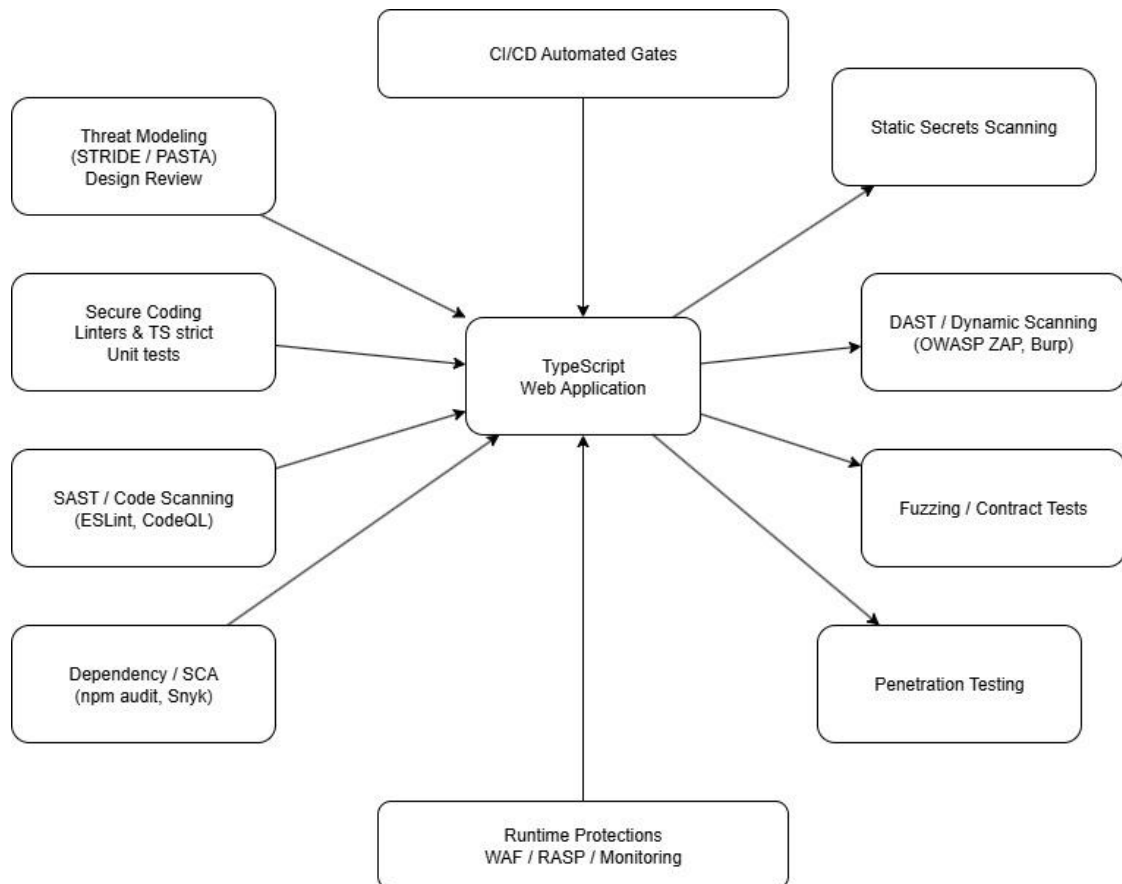 CI/CD Automated Gates
Threat Modeling
(STRIDE / PASTA)
Design Review
Static Secrets Scanning
Secure Coding
Linters & TS strict
Unit tests
TypeScript
Web Application
DAST / Dynamic Scanning
(OWASP ZAP, Burp)
SAST / Code Scanning
(ESLint, CodeQL)
Fuzzing / Contract Tests
Dependency / SCA
(npm audit, Snyk)
Penetration Testing
Runtime Protections
WAF / RASP / Monitoring